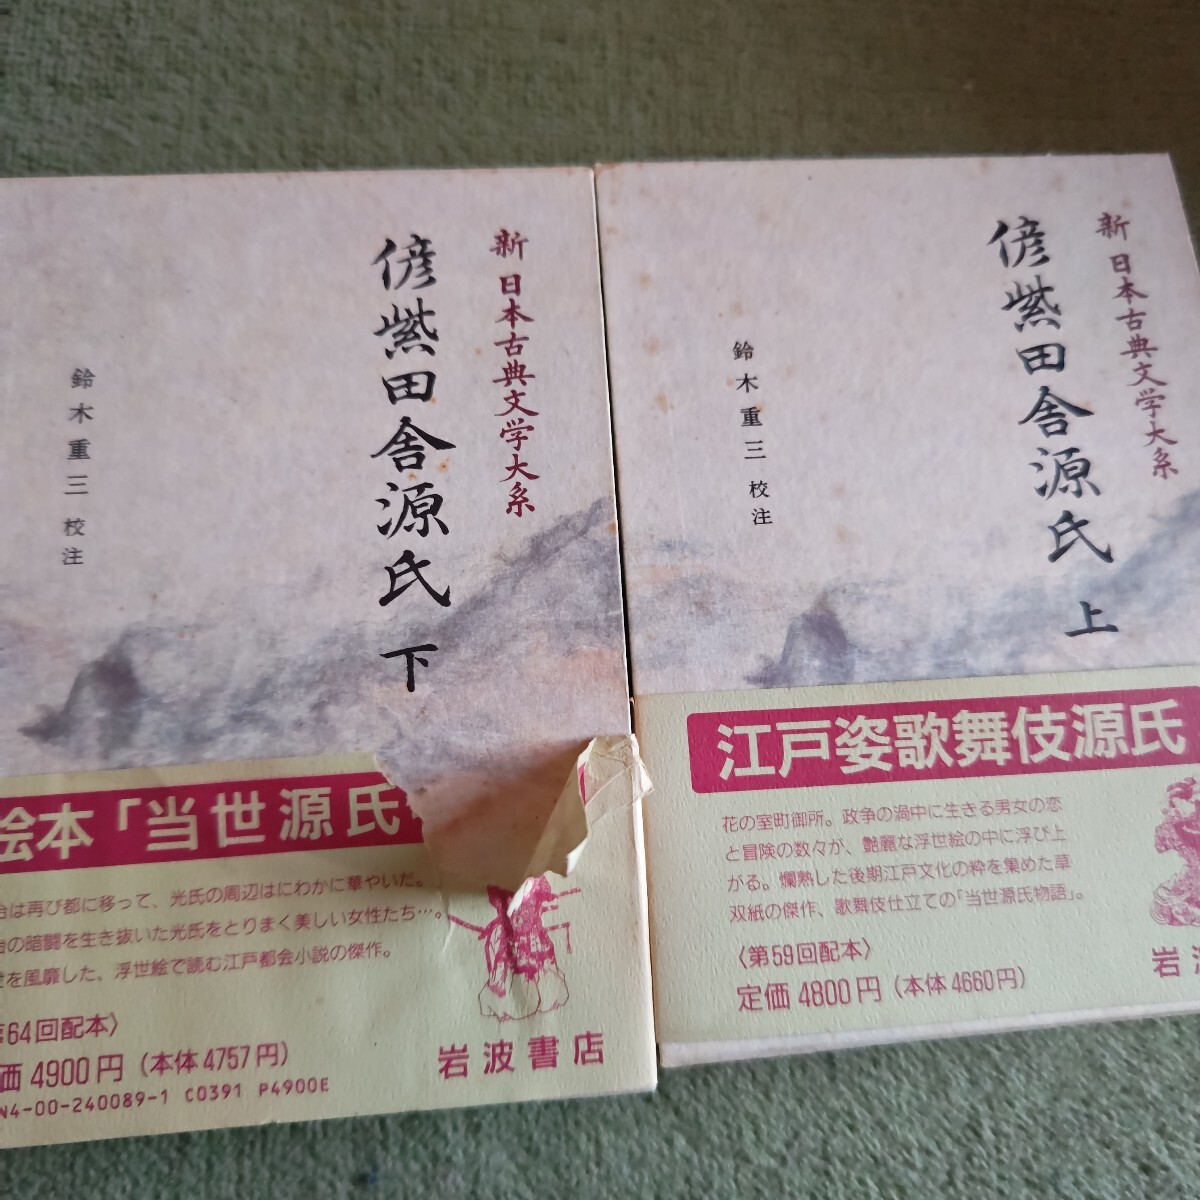 新 日本古典文学大系
偐紫田舎源氏 下
鈴木重三 校注
絵本「当世源氏
台は再び都に移って、光氏の周辺はにわかに華やいだ。
治の暗闘を生き抜いた光氏をとりまく美しい女性たち…。
を風靡した、浮世絵で読む江戸都会小説の傑作。
第64回配本〉
価 4900円（本体 4757円）
N4-00-240089-1 C0391 P4900E
岩波書店
新 日本古典文学大系
偐紫田舎源氏 上
鈴木重三 校注
江戸姿歌舞伎源氏
花の室町御所。政争の渦中に生きる男女の恋
と冒険の数々が、艶麗な浮世絵の中に浮び上
がる。爛熟した後期江戸文化の粋を集めた草
双紙の傑作、歌舞伎仕立ての「当世源氏物語」。
〈第59回配本〉
定価 4800円（本体 4660円）
岩波